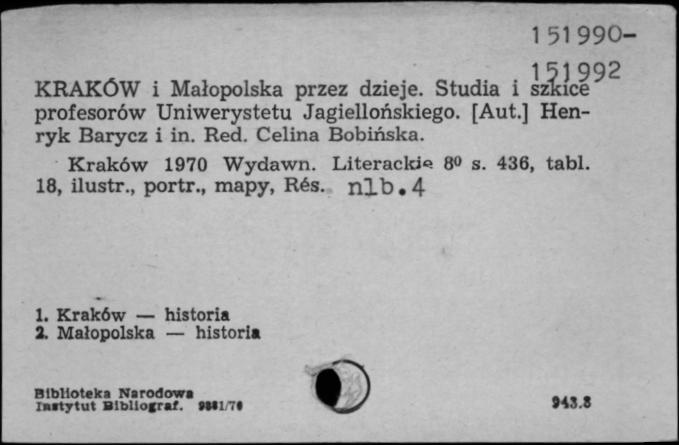 151990-
151992
KRAKÓW i Małopolska przez dzieje. Studia i szkice
profesorów Uniwerystetu Jagiellońskiego. [Aut.] Hen-
ryk Barycz i in. Red. Celina Bobińska.
Kraków 1970 Wydawn. Literackie 8º s. 436, tabl.
18, ilustr., portr., mapy, Rés. nlb.4
1. Kraków — historia
2. Małopolska — historia
Biblioteka Narodowa
Instytut Bibliograf.
943.8